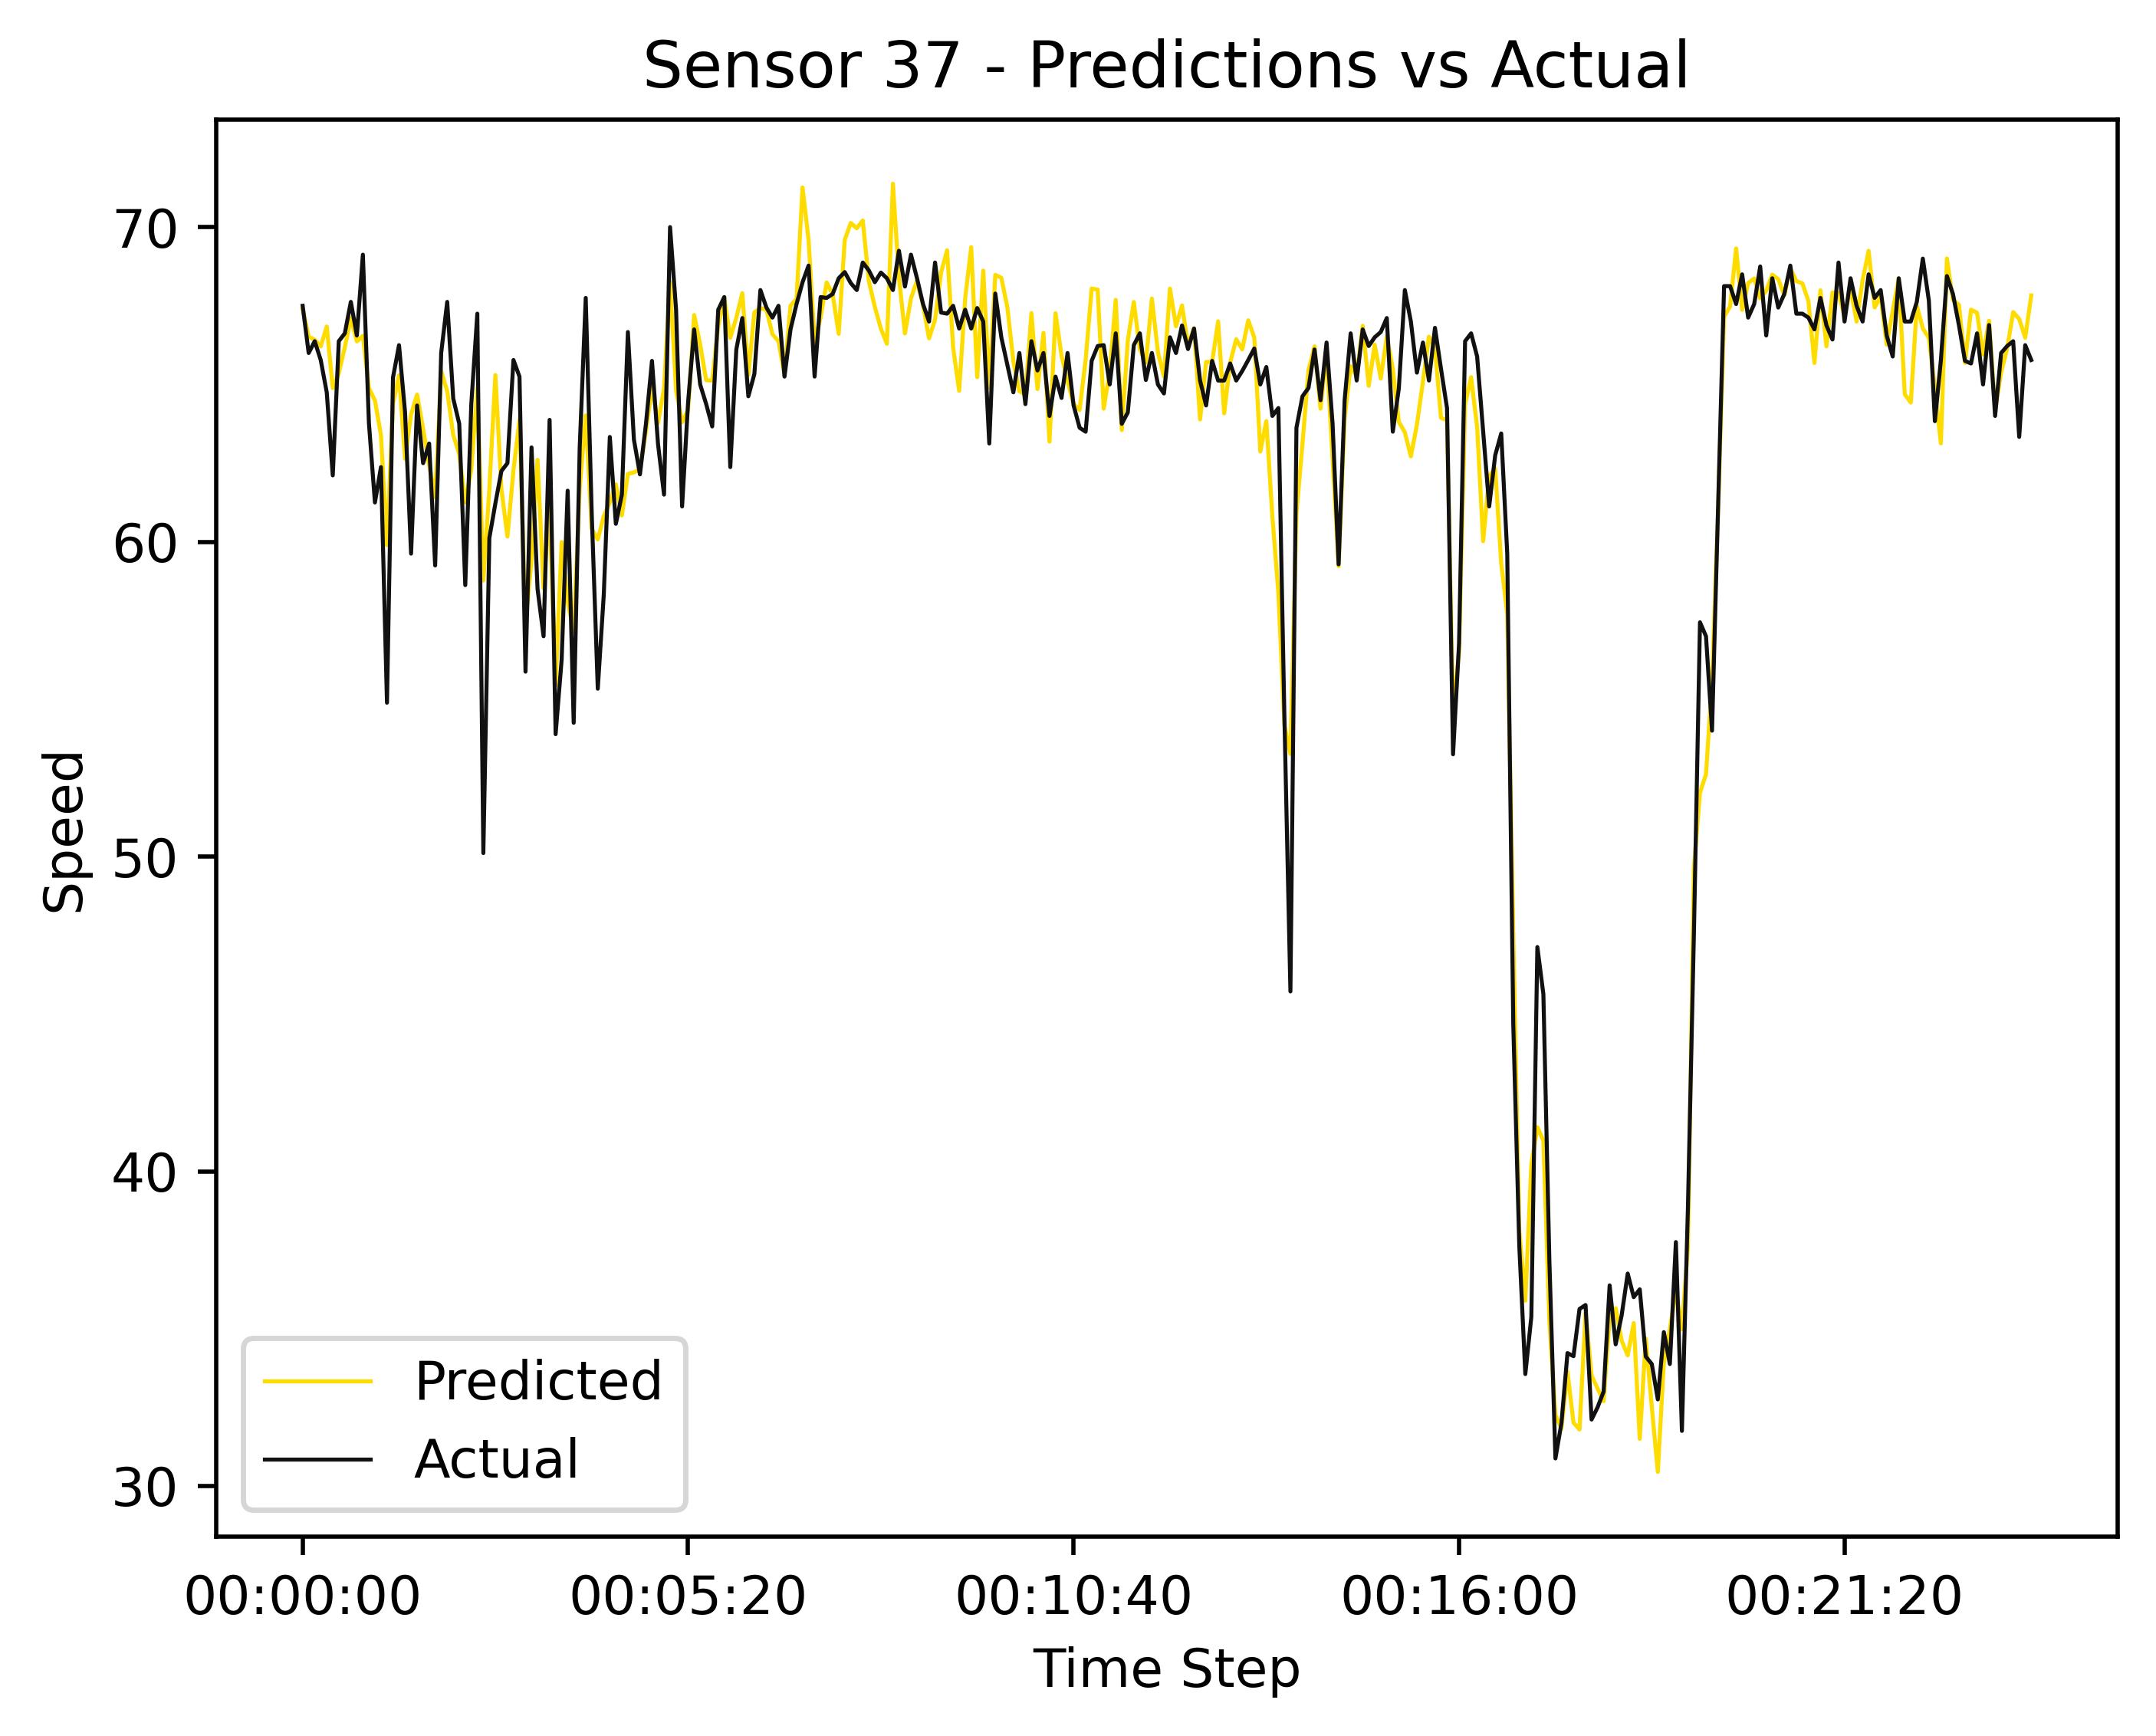 Sensor 37 - Predictions vs Actual
70
60
50
40
30
Speed
Predicted
Actual
00:00:00 00:05:20 00:10:40 00:16:00 00:21:20
Time Step